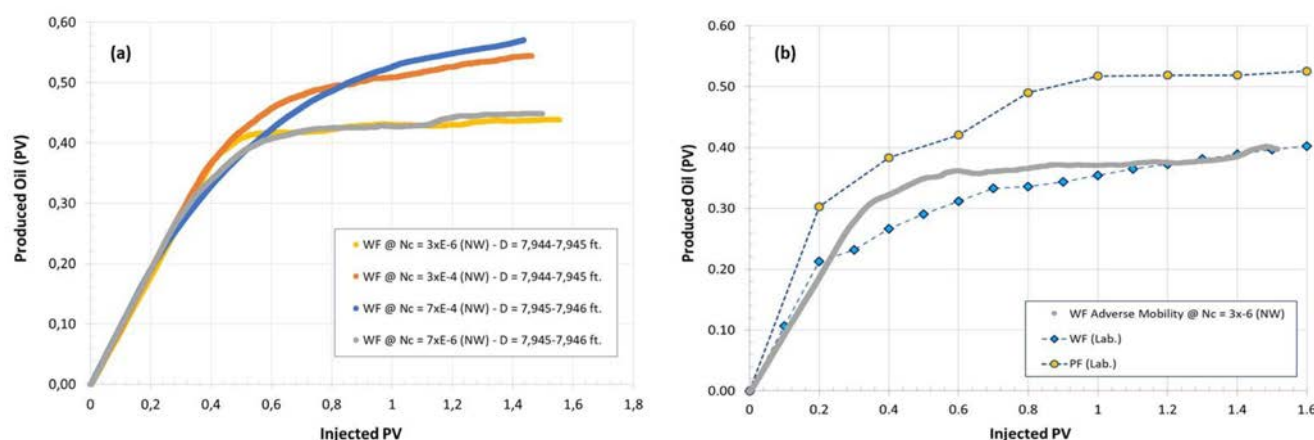 (a)
Produced Oil (PV)
0,60
0,50
0,40
0,30
0,20
0,10
0,00
WF @ Nc = 3xE-6 (NW) - D = 7,944-7,945 ft.
WF @ Nc = 3xE-4 (NW) - D = 7,944-7,945 ft.
WF @ Nc = 7xE-4 (NW) - D = 7,945-7,946 ft.
WF @ Nc = 7xE-6 (NW) - D = 7,945-7,946 ft.
0 0,2 0,4 0,6 0,8 1 1,2 1,4 1,6 1,8
Injected PV
(b)
Produced Oil (PV)
0.60
0.50
0.40
0.30
0.20
0.10
0.00
WF Adverse Mobility @ Nc = 3x-6 (NW)
WF (Lab.)
PF (Lab.)
0 0.2 0.4 0.6 0.8 1 1.2 1.4 1.6
Injected PV